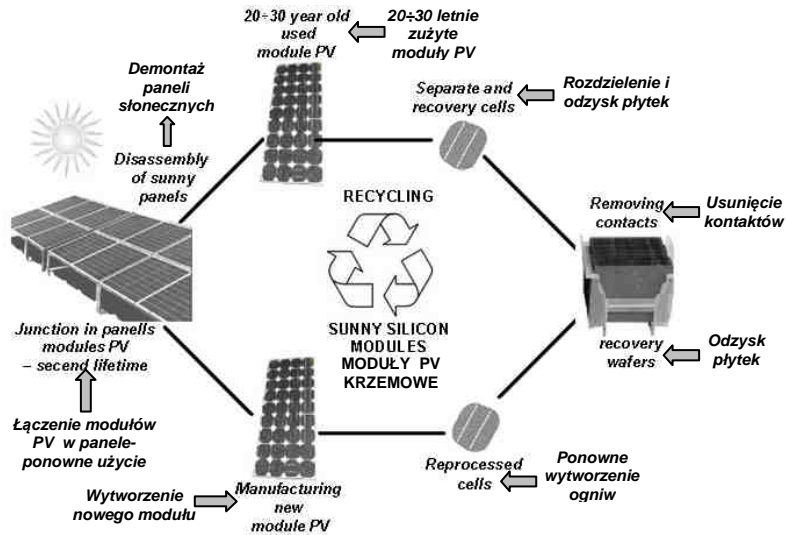 20÷30 year old
used
module PV
20÷30 letnie
zużyte
moduły PV
Demontaż
paneli
słonecznych
Disassembly
of sunny
panels
Separate and
recovery cells
Rozdzielenie i
odzysk płytek
Removing
contacts
Usunięcie
kontaktów
RECYCLING
SUNNY SILICON
MODULES
MODUŁY PV
KRZEMOWE
recovery
wafers
Odzysk
płytek
Junction in panells
modules PV
– secend lifetime
Łączenie modułów
PV w panele-
ponowne użycie
Reprocessed
cells
Ponowne
wytworzenie
ogniw
Wytworzenie
nowego modułu
Manufacturing
new
module PV